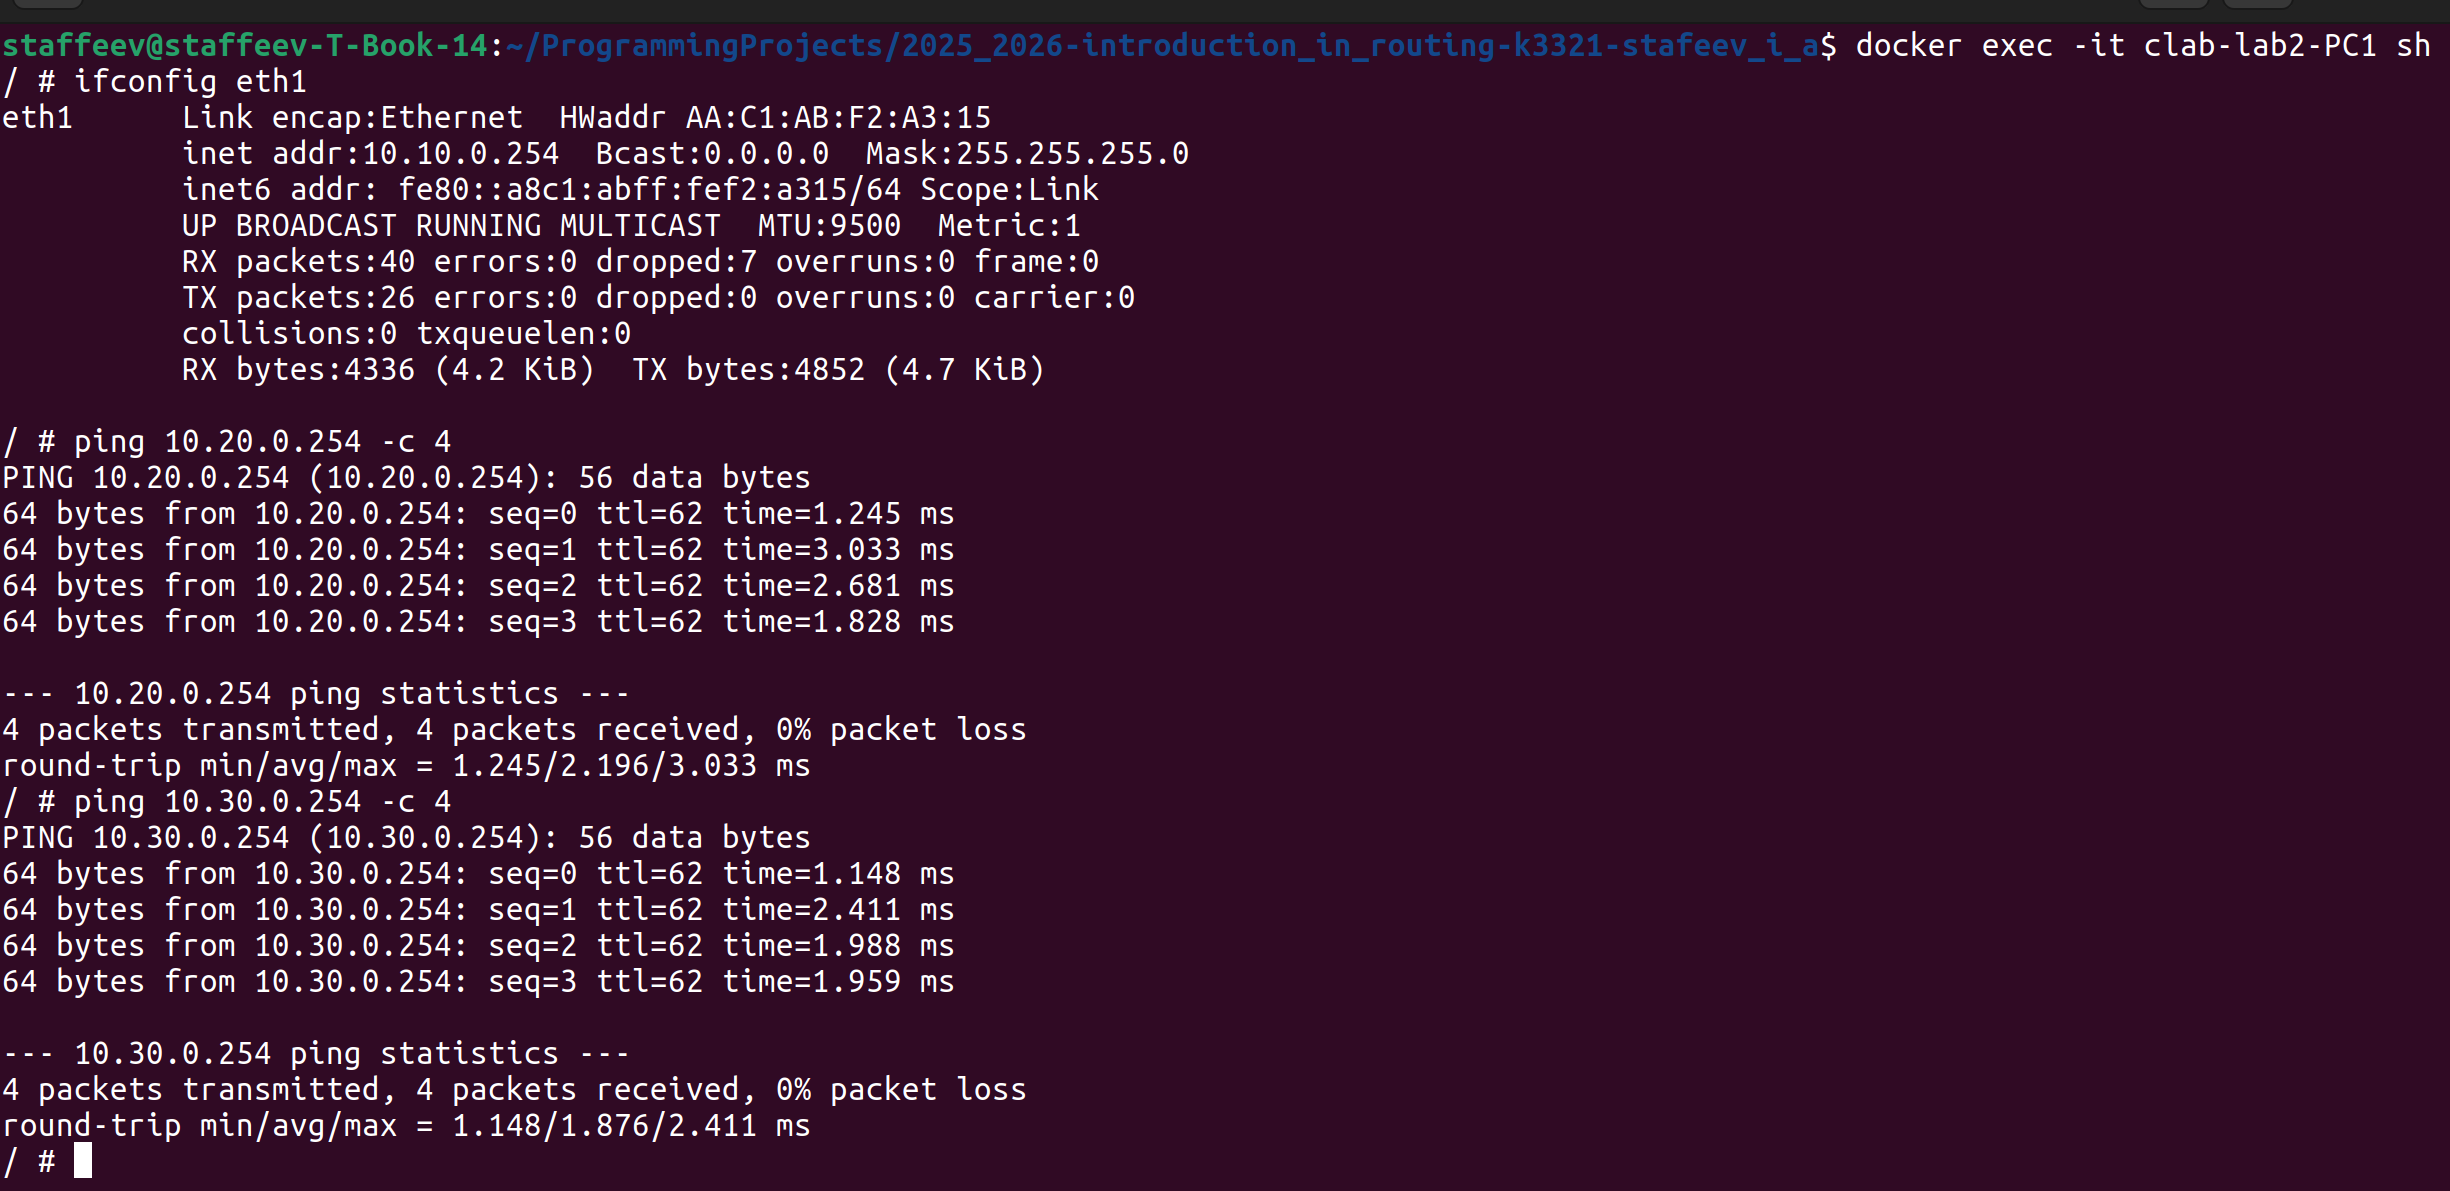 staffeev@staffeev-T-Book-14:~/ProgrammingProjects/2025_2026-introduction_in_routing-k3321-stafeev_i_a$ docker exec -it clab-lab2-PC1 sh
/ # ifconfig eth1
eth1      Link encap:Ethernet  HWaddr AA:C1:AB:F2:A3:15
          inet addr:10.10.0.254  Bcast:0.0.0.0  Mask:255.255.255.0
          inet6 addr: fe80::a8c1:abff:fef2:a315/64 Scope:Link
          UP BROADCAST RUNNING MULTICAST  MTU:9500  Metric:1
          RX packets:40 errors:0 dropped:7 overruns:0 frame:0
          TX packets:26 errors:0 dropped:0 overruns:0 carrier:0
          collisions:0 txqueuelen:0
          RX bytes:4336 (4.2 KiB)  TX bytes:4852 (4.7 KiB)

/ # ping 10.20.0.254 -c 4
PING 10.20.0.254 (10.20.0.254): 56 data bytes
64 bytes from 10.20.0.254: seq=0 ttl=62 time=1.245 ms
64 bytes from 10.20.0.254: seq=1 ttl=62 time=3.033 ms
64 bytes from 10.20.0.254: seq=2 ttl=62 time=2.681 ms
64 bytes from 10.20.0.254: seq=3 ttl=62 time=1.828 ms

--- 10.20.0.254 ping statistics ---
4 packets transmitted, 4 packets received, 0% packet loss
round-trip min/avg/max = 1.245/2.196/3.033 ms
/ # ping 10.30.0.254 -c 4
PING 10.30.0.254 (10.30.0.254): 56 data bytes
64 bytes from 10.30.0.254: seq=0 ttl=62 time=1.148 ms
64 bytes from 10.30.0.254: seq=1 ttl=62 time=2.411 ms
64 bytes from 10.30.0.254: seq=2 ttl=62 time=1.988 ms
64 bytes from 10.30.0.254: seq=3 ttl=62 time=1.959 ms

--- 10.30.0.254 ping statistics ---
4 packets transmitted, 4 packets received, 0% packet loss
round-trip min/avg/max = 1.148/1.876/2.411 ms
/ #